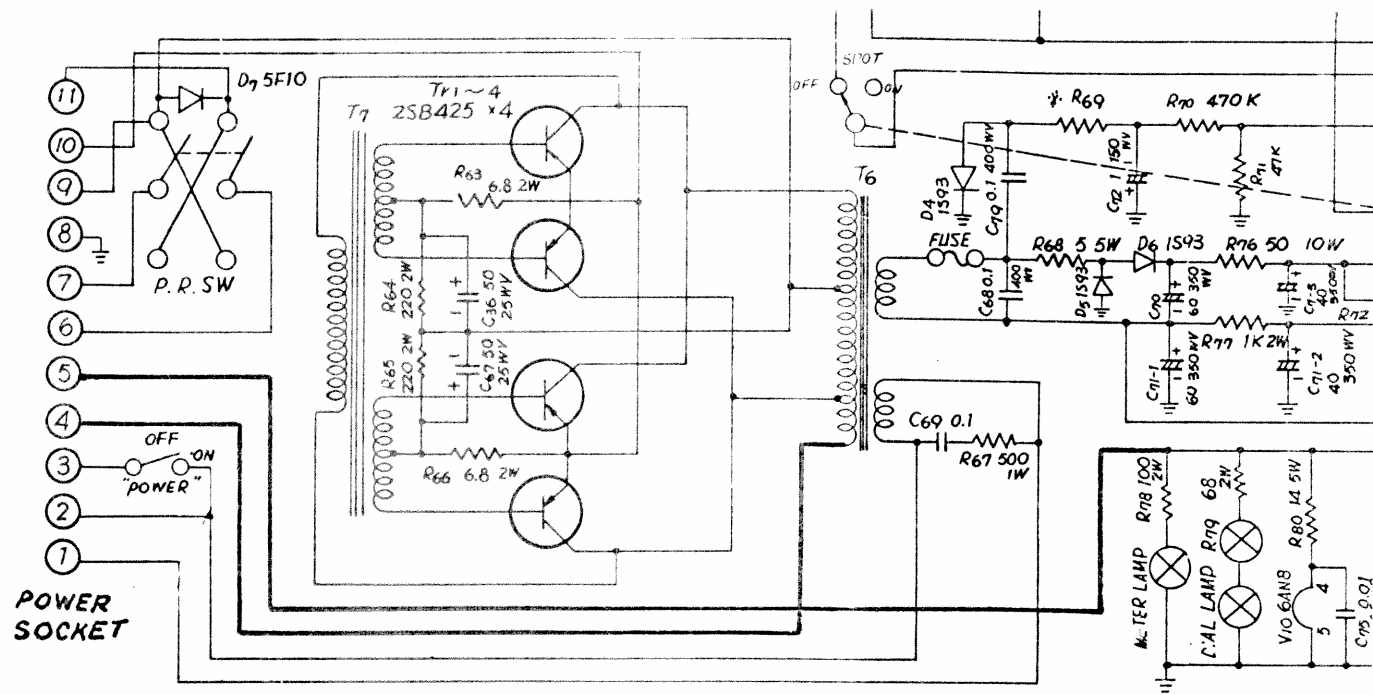 11
10
9
8
7
6
5
4
3
2
1
POWER
SOCKET
D7 5F10
P. R. SW
OFF
ON
"POWER"
T7
Tr1 ~ 4
2SB425 ×4
R63
6.8 2W
R64
220 2W
C36 50
25WV
R65
220 2W
C67 50
25WV
R66 6.8 2W
T6
SPOT
OFF
ON
D4
1S93
C79 0.1 400WV
* R69
C72 1 150
WV
R70 470K
R71
47K
FUSE
C68 0.1
400
WV
R68 5 5W
D5 1S93
D6 1S93
C70
60 350
WV
R76 50 10W
C71-3
40
350WV
R72
R77 1K 2W
C71-1
60 350WV
C71-2
40
350WV
C69 0.1
R67 500
1W
R78 100
2W
METER LAMP
68
2W
R79
DIAL LAMP
R80 14 5W
V10 6AN8
4
5
C75 0.01